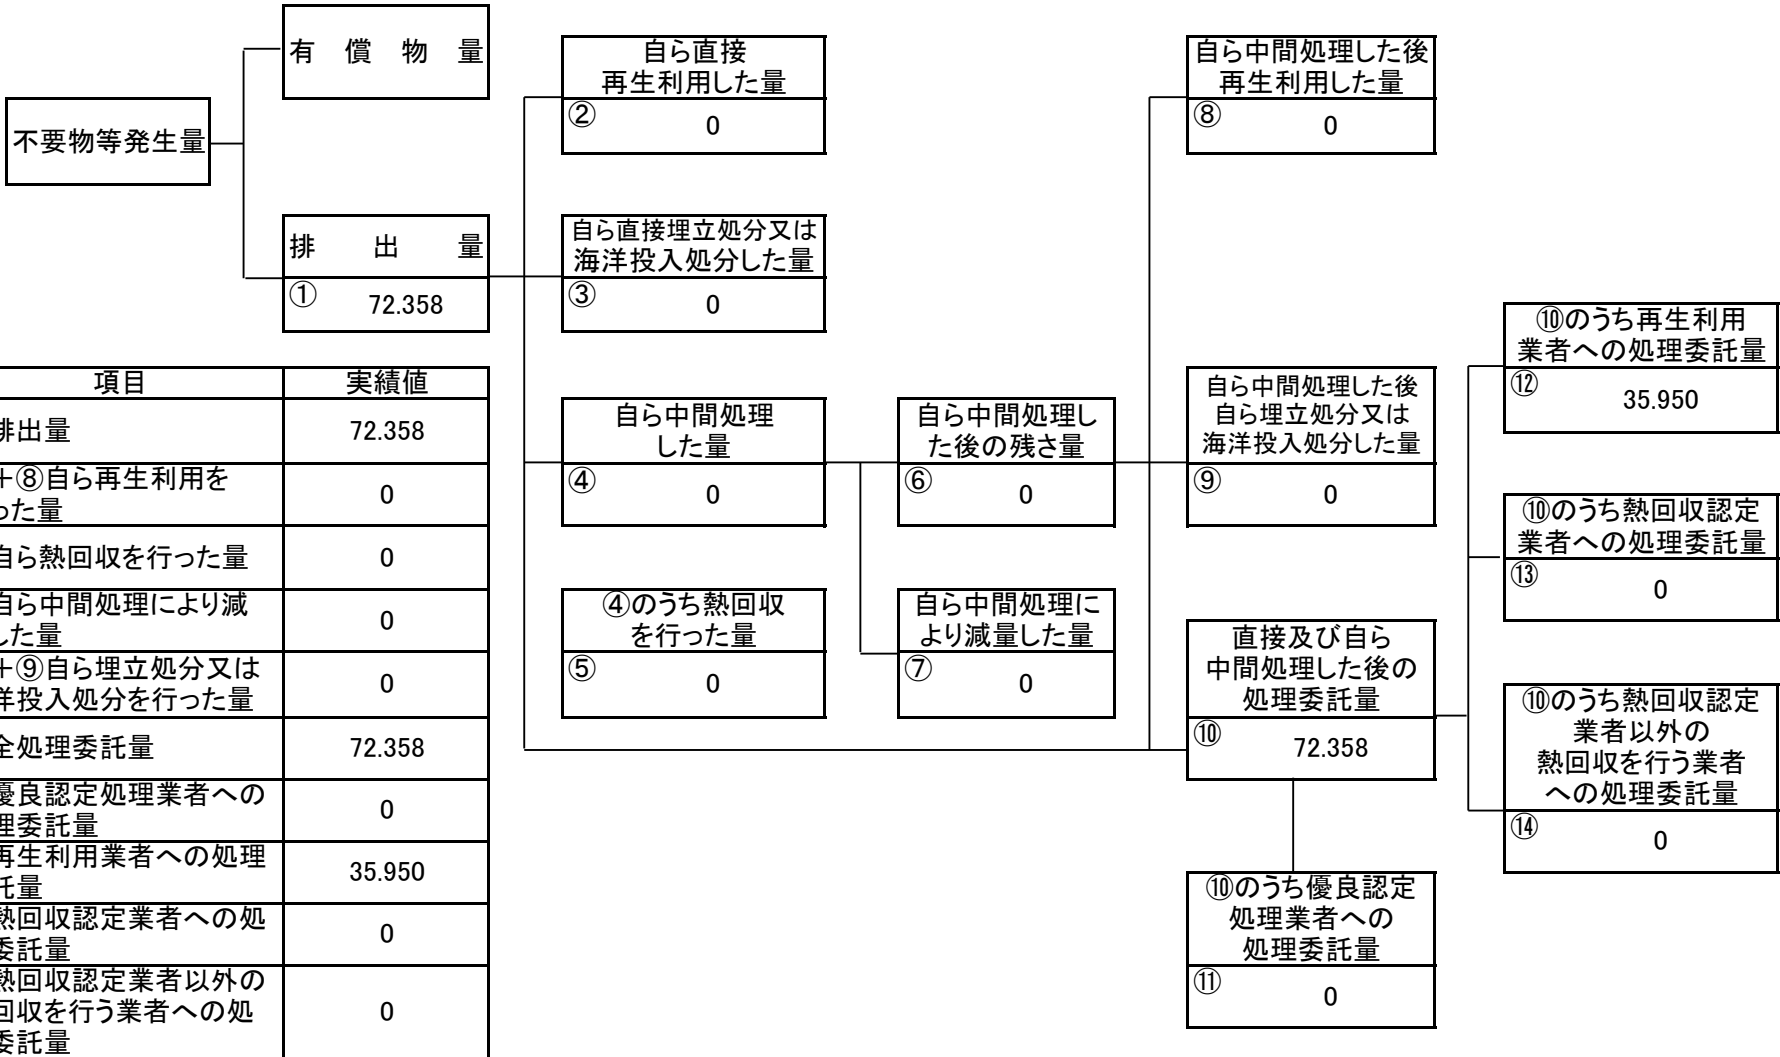 有 償 物 量
不要物等発生量
排 出 量
① 72.358
自ら直接
再生利用した量
② 0
自ら直接埋立処分又は
海洋投入処分した量
③ 0
自ら中間処理
した量
④ 0
④のうち熱回収
を行った量
⑤ 0
自ら中間処理し
た後の残さ量
⑥ 0
自ら中間処理に
より減量した量
⑦ 0
自ら中間処理した後
再生利用した量
⑧ 0
自ら中間処理した後
自ら埋立処分又は
海洋投入処分した量
⑨ 0
直接及び自ら
中間処理した後の
処理委託量
⑩ 72.358
⑩のうち優良認定
処理業者への
処理委託量
⑪ 0
⑩のうち再生利用
業者への処理委託量
⑫ 35.950
⑩のうち熱回収認定
業者への処理委託量
⑬ 0
⑩のうち熱回収認定
業者以外の
熱回収を行う業者
への処理委託量
⑭ 0
項目 実績値
排出量 72.358
+⑧自ら再生利用を
った量 0
自ら熱回収を行った量 0
自ら中間処理により減
した量 0
+⑨自ら埋立処分又は
洋投入処分を行った量 0
全処理委託量 72.358
優良認定処理業者への
理委託量 0
再生利用業者への処理
託量 35.950
熱回収認定業者への処
委託量 0
熱回収認定業者以外の
回収を行う業者への処
委託量 0